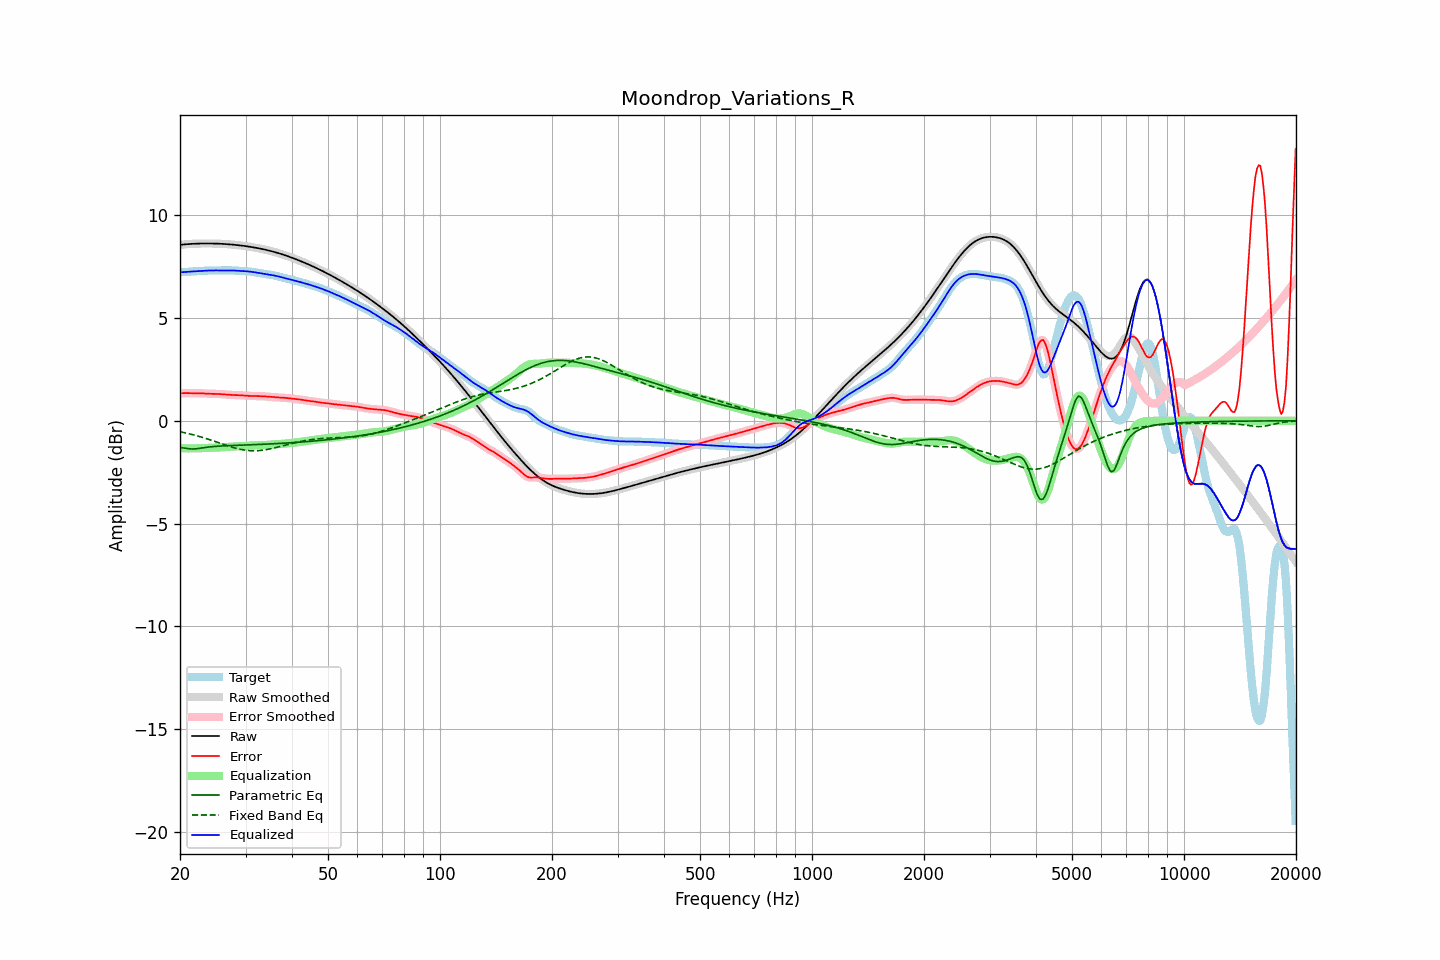 Moondrop_Variations_R
Amplitude (dBr)
10
5
0
−5
−10
−15
−20
Target
Raw Smoothed
Error Smoothed
Raw
Error
Equalization
Parametric Eq
Fixed Band Eq
Equalized
20 50 100 200 500 1000 2000 5000 10000 20000
Frequency (Hz)